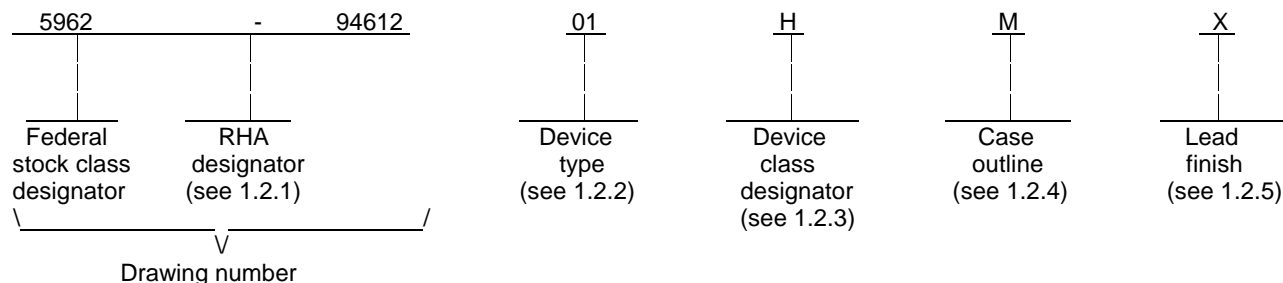 5962 - 94612 01 H M X
Federal stock class designator
RHA designator (see 1.2.1)
Device type (see 1.2.2)
Device class designator (see 1.2.3)
Case outline (see 1.2.4)
Lead finish (see 1.2.5)
Drawing number